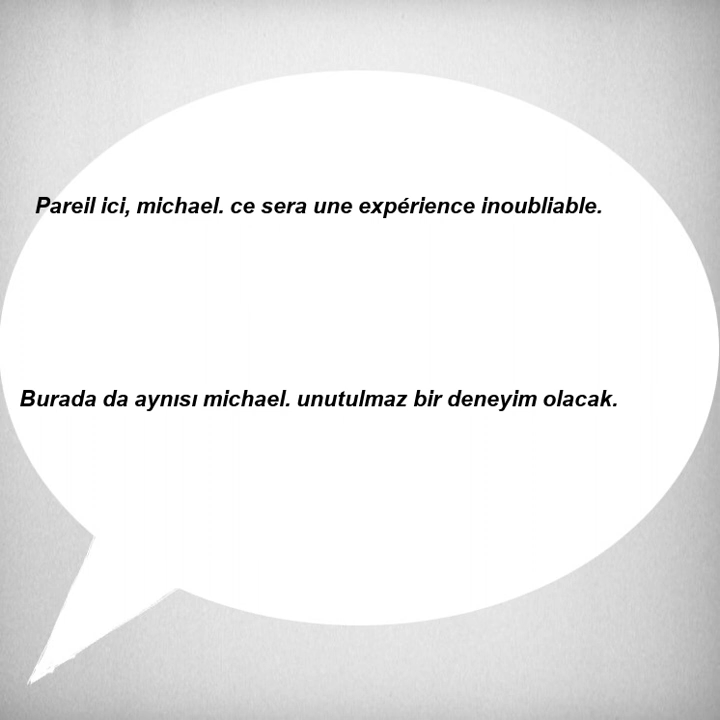 Pareil ici, michael. ce sera une expérience inoubliable.
Burada da aynısı michael. unutulmaz bir deneyim olacak.